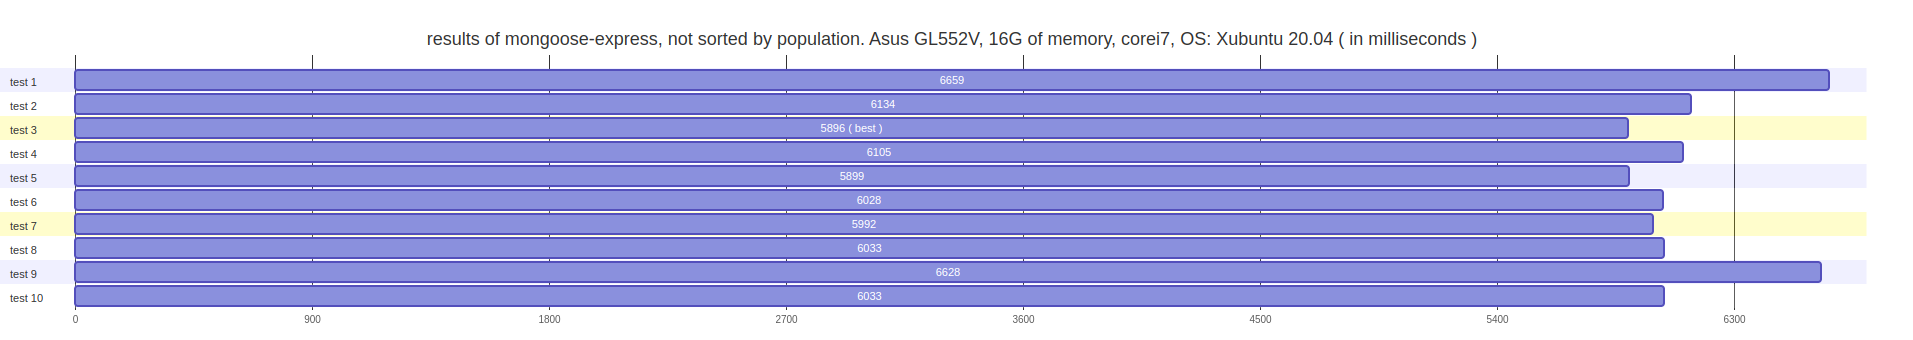 results of mongoose-express, not sorted by population. Asus GL552V, 16G of memory, corei7, OS: Xubuntu 20.04 ( in milliseconds )
test 1 6659
test 2 6134
test 3 5896 ( best )
test 4 6105
test 5 5899
test 6 6028
test 7 5992
test 8 6033
test 9 6628
test 10 6033
0 900 1800 2700 3600 4500 5400 6300